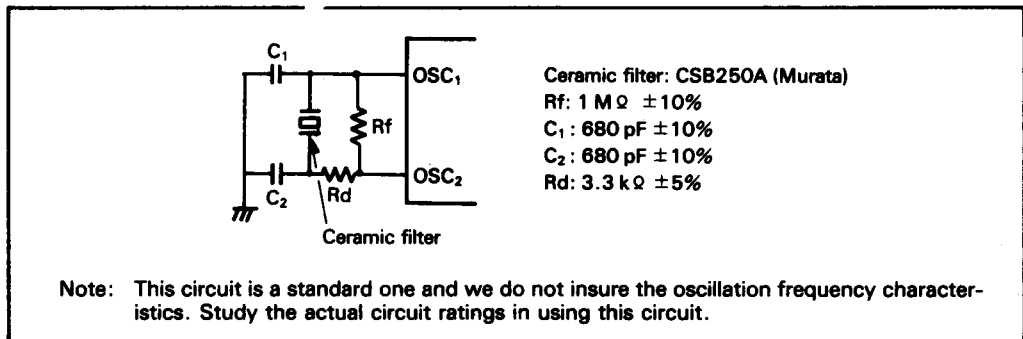 C₁
OSC₁
Rf
OSC₂
Rd
C₂
Ceramic filter
Ceramic filter: CSB250A (Murata)
Rf: 1 MΩ ±10%
C₁: 680 pF ±10%
C₂: 680 pF ±10%
Rd: 3.3 kΩ ±5%
Note: This circuit is a standard one and we do not insure the oscillation frequency character-
istics. Study the actual circuit ratings in using this circuit.